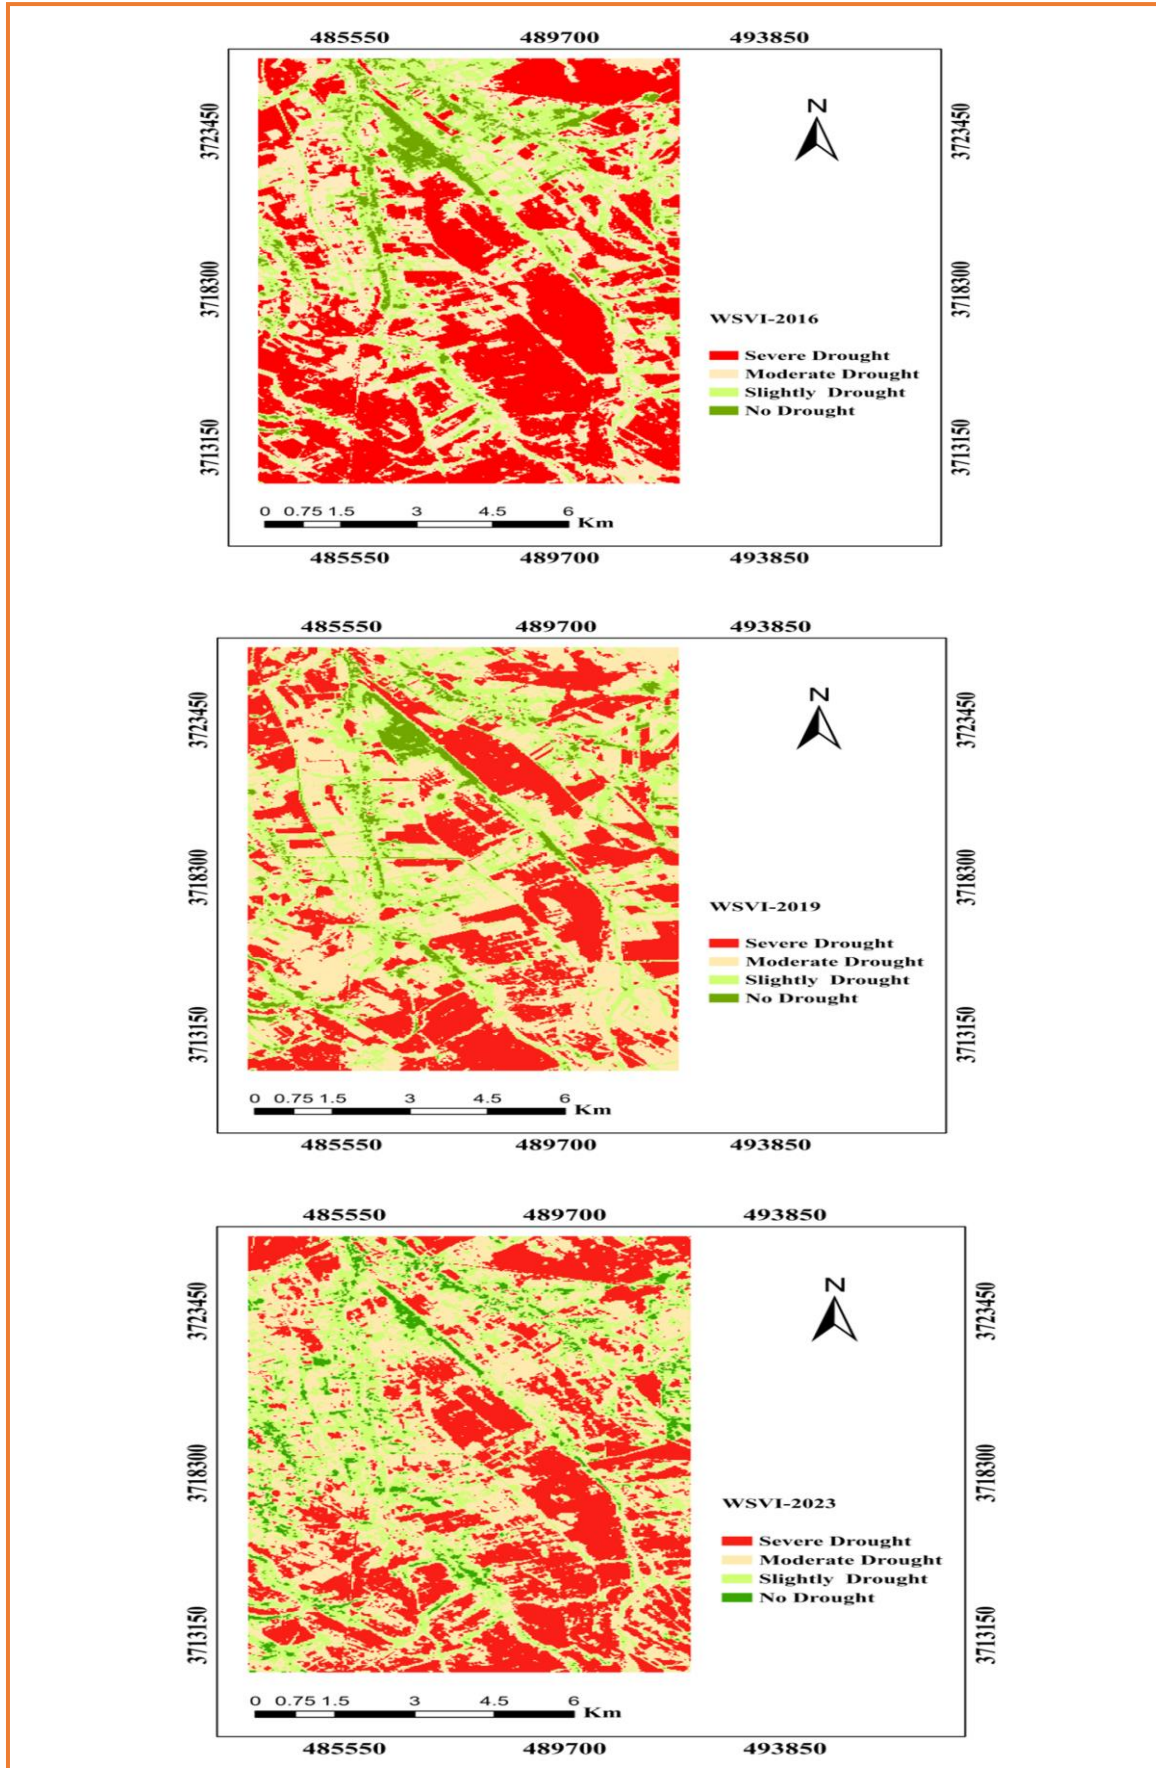 485550 489700 493850
N
3723450 3723450
3718300 3718300
WSVI-2016
Severe Drought
Moderate Drought
Slightly Drought
No Drought
3713150 3713150
0 0.75 1.5 3 4.5 6
Km
485550 489700 493850
485550 489700 493850
N
3723450 3723450
3718300 3718300
WSVI-2019
Severe Drought
Moderate Drought
Slightly Drought
No Drought
3713150 3713150
0 0.75 1.5 3 4.5 6
Km
485550 489700 493850
485550 489700 493850
N
3723450 3723450
3718300 3718300
WSVI-2023
Severe Drought
Moderate Drought
Slightly Drought
No Drought
3713150 3713150
0 0.75 1.5 3 4.5 6
Km
485550 489700 493850